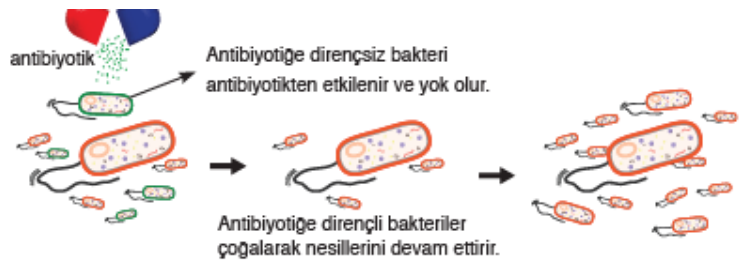 antibiyotik
Antibiyotiğe dirençsiz bakteri
antibiyotikten etkilenir ve yok olur.
Antibiyotiğe dirençli bakteriler
çoğalarak nesillerini devam ettirir.